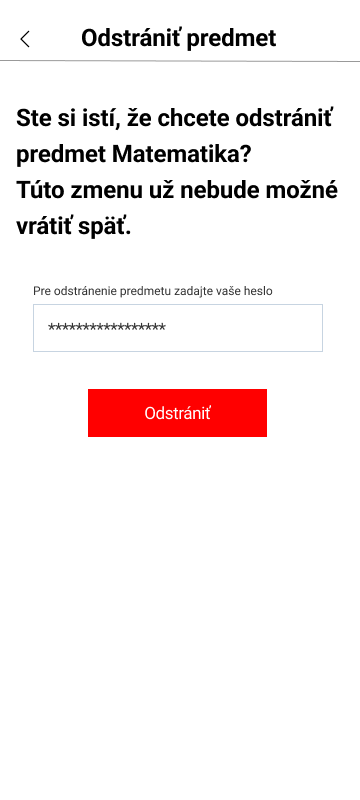 Odstrániť predmet
Ste si istí, že chcete odstrániť
predmet Matematika?
Túto zmenu už nebude možné
vrátiť späť.
Pre odstránenie predmetu zadajte vaše heslo
*****************
Odstrániť